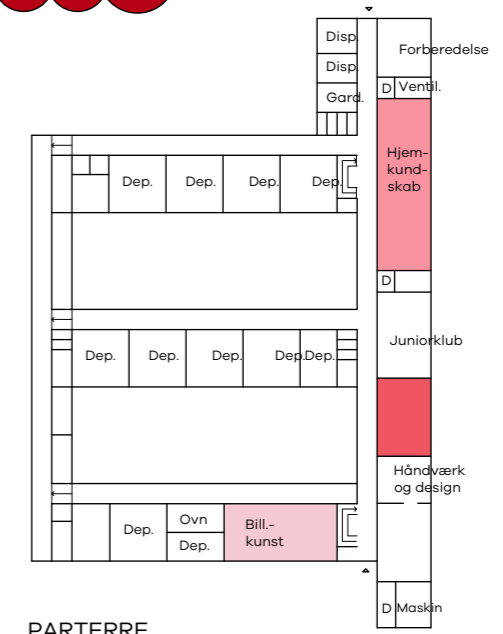 Disp.
Disp.
Gard.
Forberedelse
D Ventil.
Hjem-
kund-
skab
Dep. Dep. Dep. Dep.
D
Juniorklub
Dep. Dep. Dep. Dep. Dep.
Håndværk
og design
Dep.
Ovn
Dep.
Bill.-
kunst
D Maskin
PARTERRE